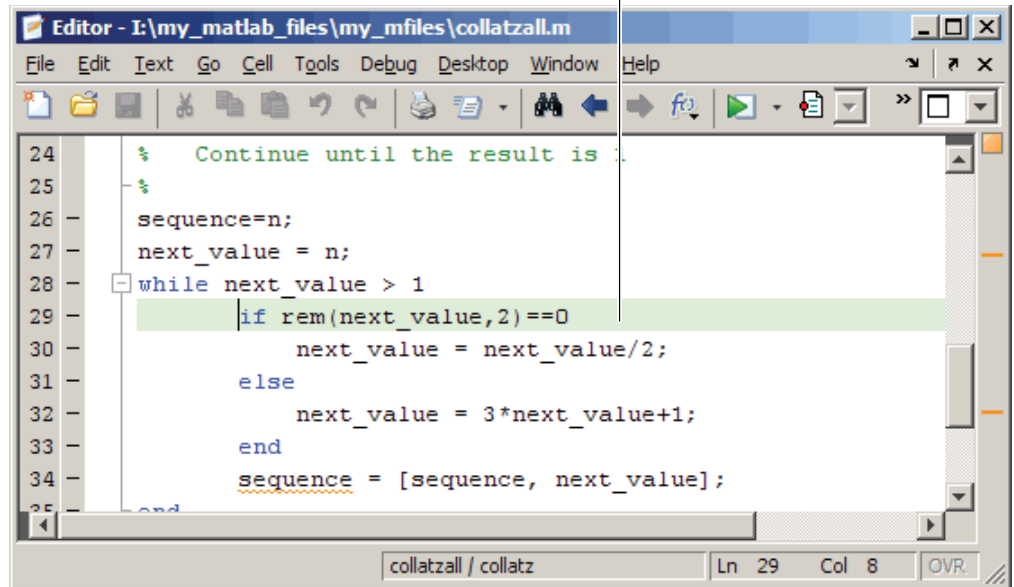 Editor - I:\my_matlab_files\my_mfiles\collatzall.m
File Edit Text Go Cell Tools Debug Desktop Window Help
24 % Continue until the result is 1
25 %
26 - sequence=n;
27 - next_value = n;
28 - while next_value > 1
29 - if rem(next_value,2)==0
30 - next_value = next_value/2;
31 - else
32 - next_value = 3*next_value+1;
33 - end
34 - sequence = [sequence, next_value];
35 - end
collatzall / collatz Ln 29 Col 8 OVR